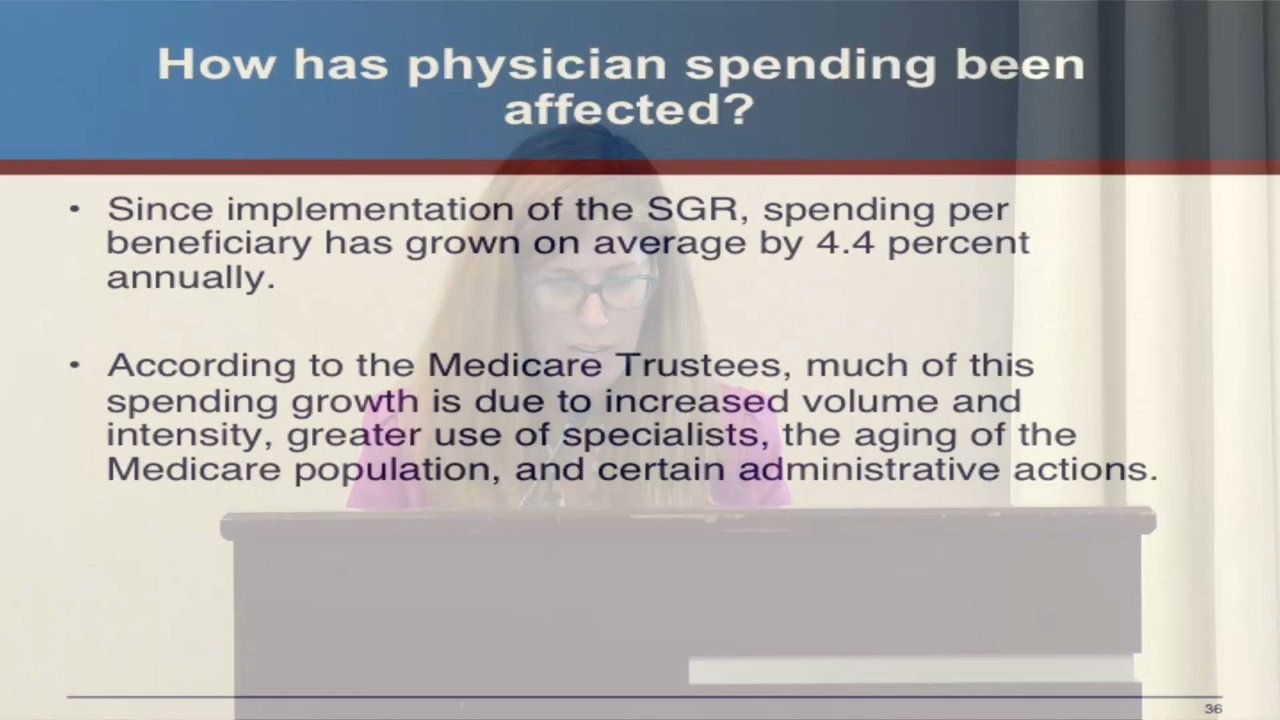 How has physician spending been
affected?
• Since implementation of the SGR, spending per
beneficiary has grown on average by 4.4 percent
annually.
• According to the Medicare Trustees, much of this
spending growth is due to increased volume and
intensity, greater use of specialists, the aging of the
Medicare population, and certain administrative actions.
36